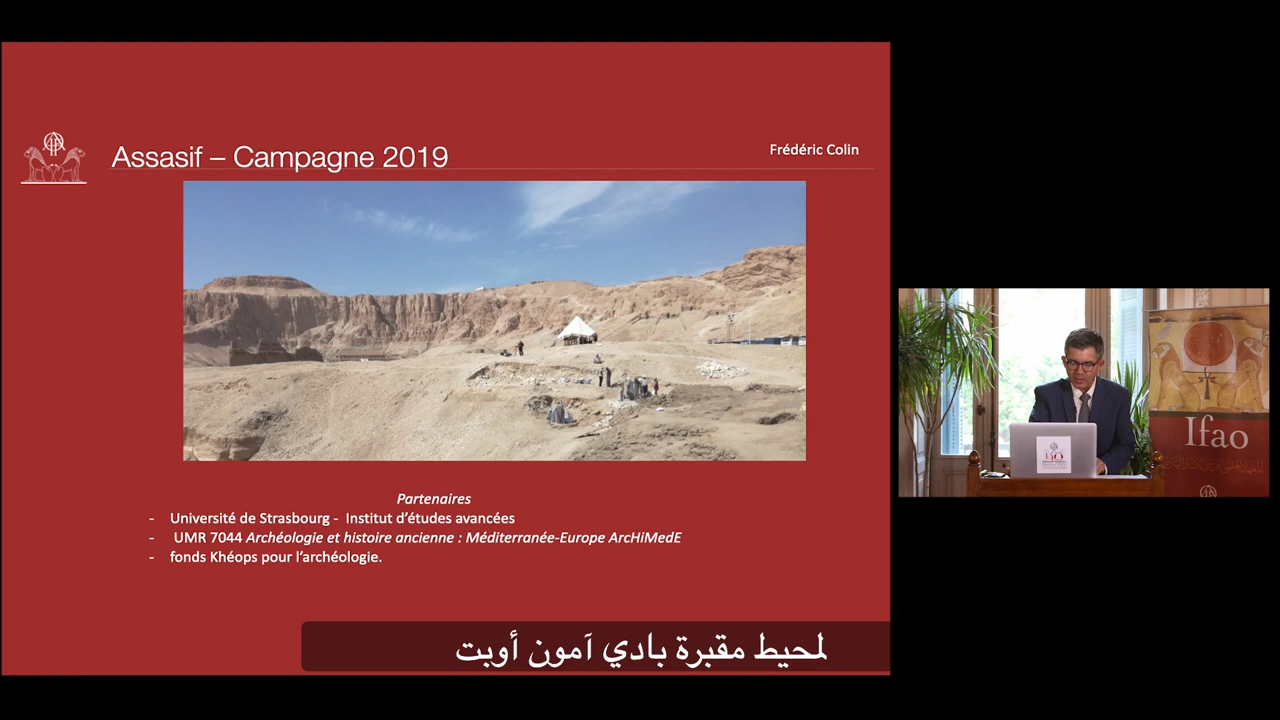 Assasif – Campagne 2019
Frédéric Colin
Partenaires
- Université de Strasbourg - Institut d'études avancées
- UMR 7044 Archéologie et histoire ancienne : Méditerranée-Europe ArcHiMedE
- fonds Khéops pour l'archéologie.
لمحيط مقبرة بادي آمون أوبت
Ifao